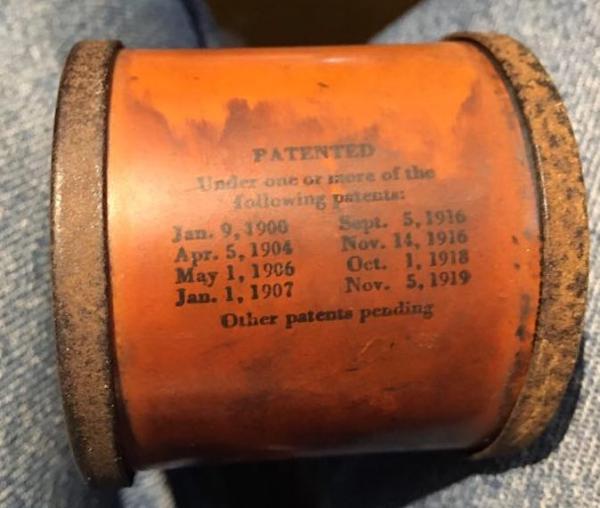 PATENTED
Under one or more of the
following patents:
Jan. 9, 1900 Sept. 5, 1916
Apr. 5, 1904 Nov. 14, 1916
May 1, 1906 Oct. 1, 1918
Jan. 1, 1907 Nov. 5, 1919
Other patents pending